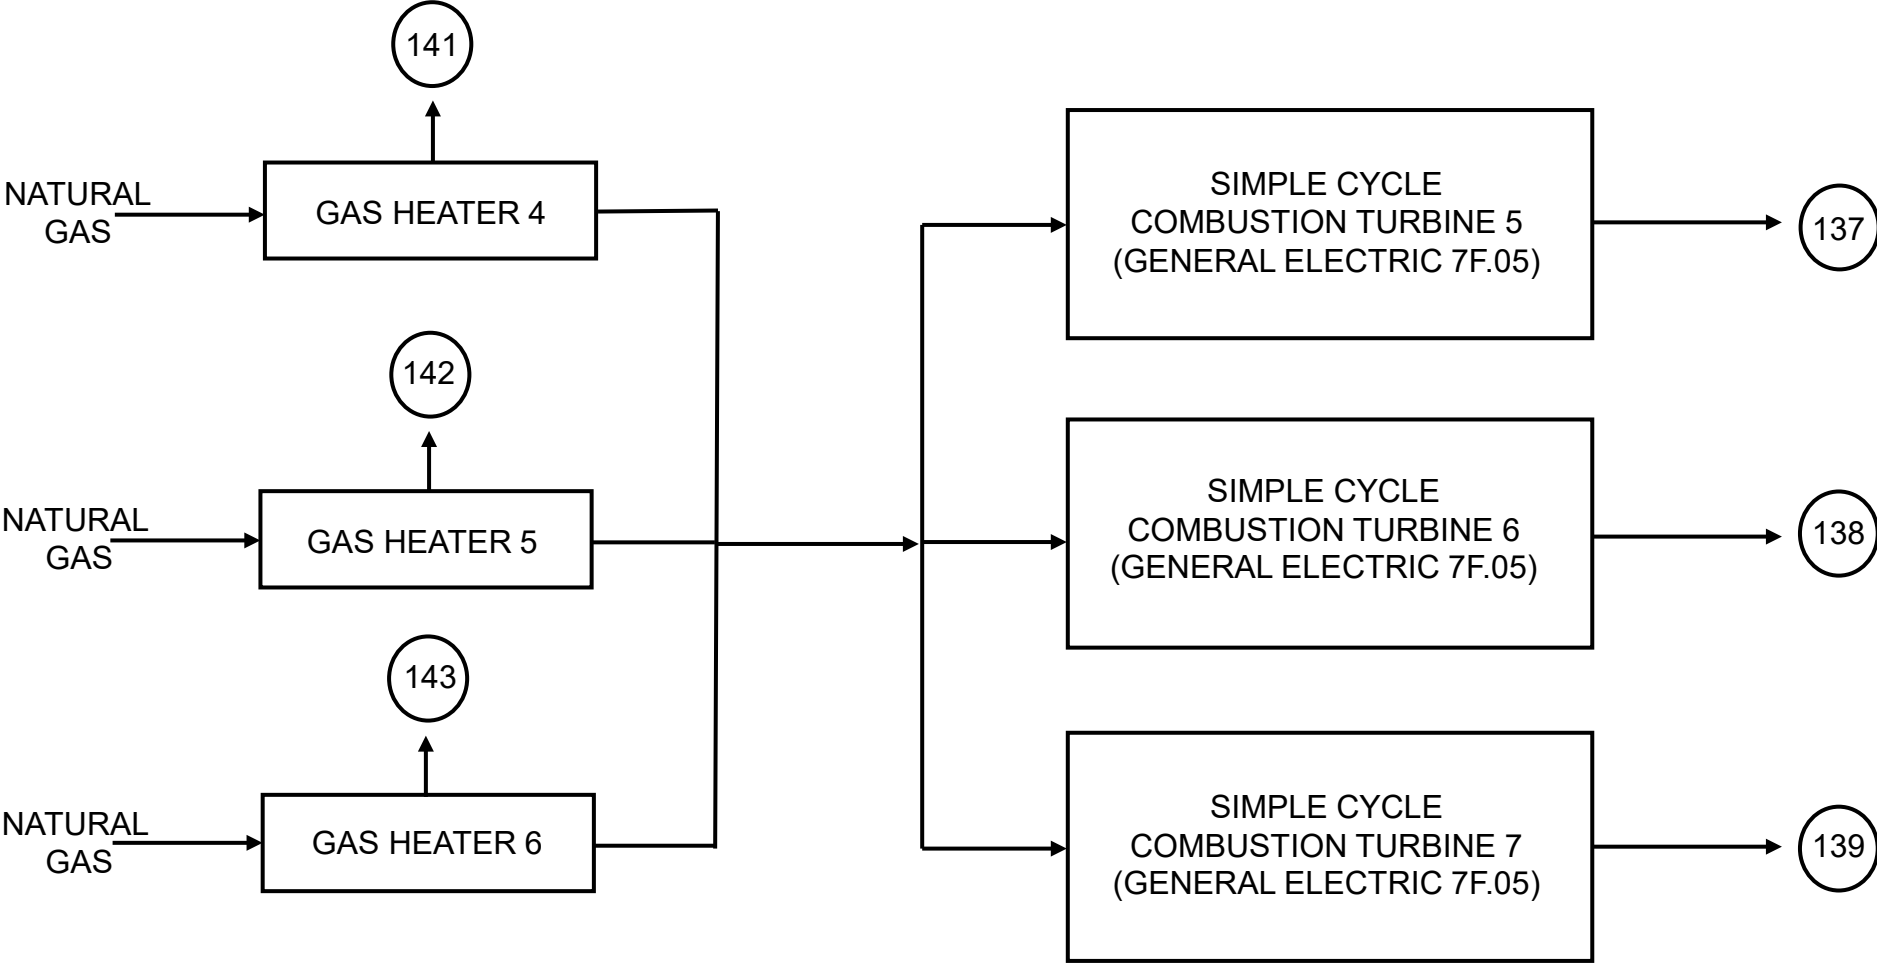 141
NATURAL
GAS
GAS HEATER 4
SIMPLE CYCLE
COMBUSTION TURBINE 5
(GENERAL ELECTRIC 7F.05)
137
142
NATURAL
GAS
GAS HEATER 5
SIMPLE CYCLE
COMBUSTION TURBINE 6
(GENERAL ELECTRIC 7F.05)
138
143
NATURAL
GAS
GAS HEATER 6
SIMPLE CYCLE
COMBUSTION TURBINE 7
(GENERAL ELECTRIC 7F.05)
139